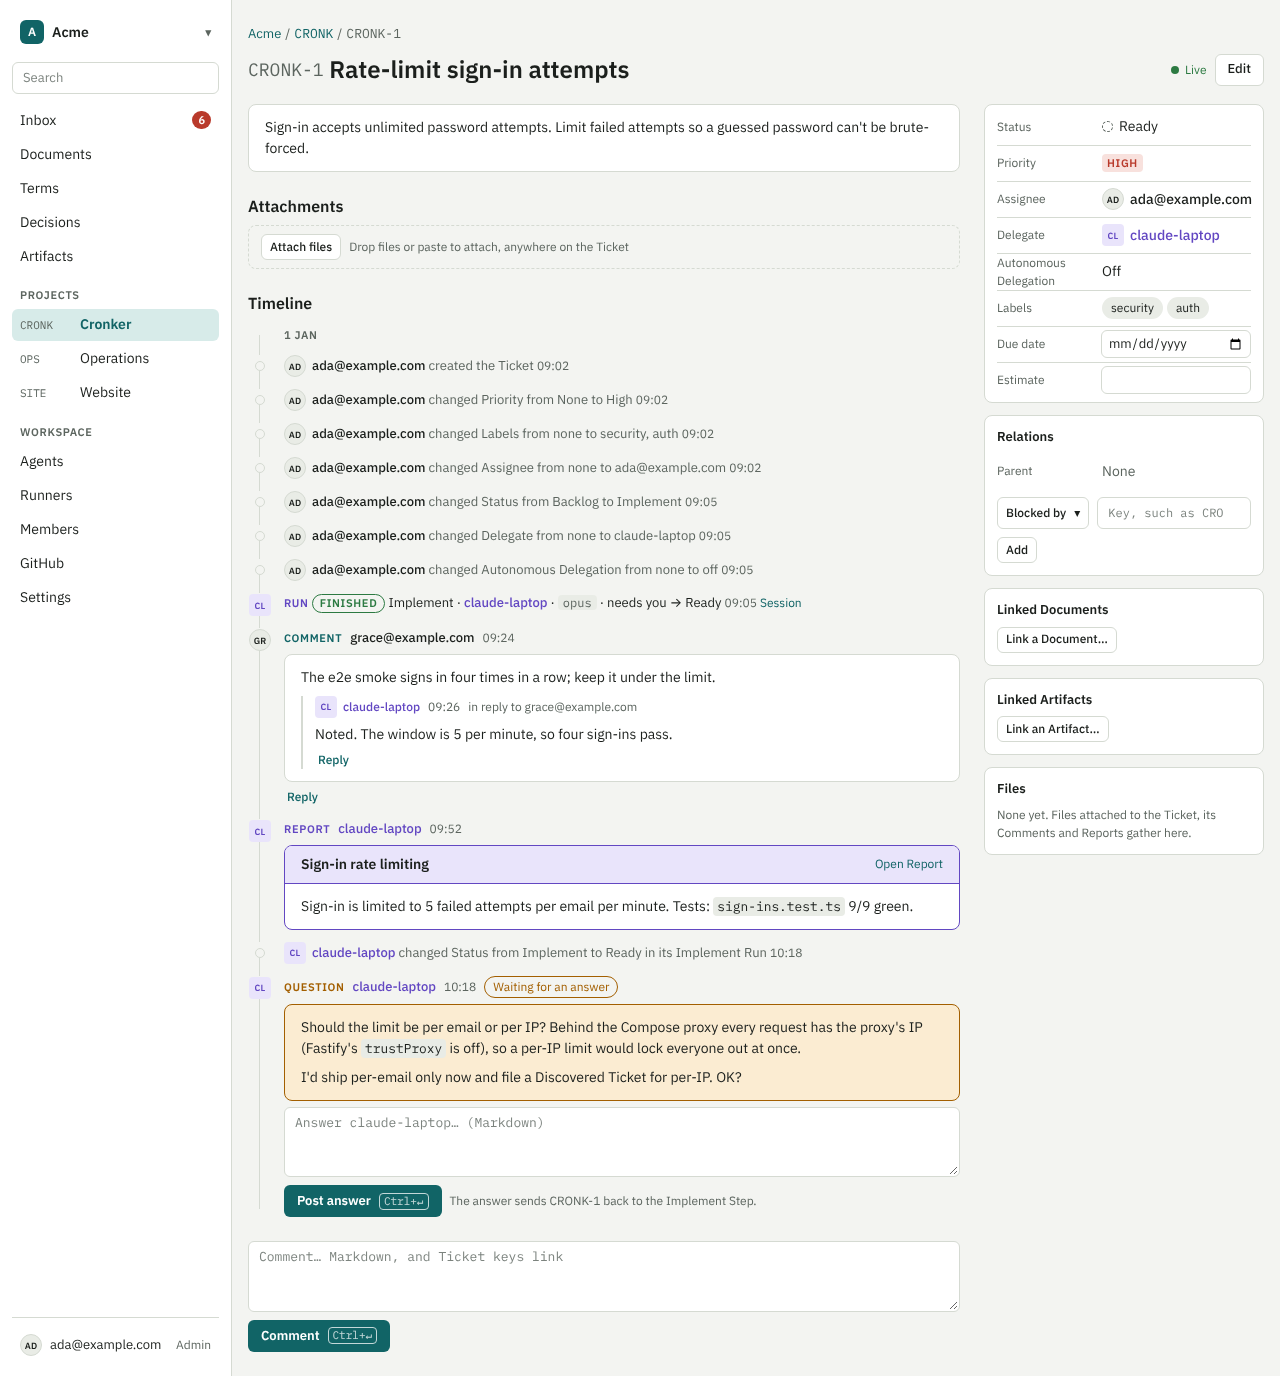 A Acme ▾
Search
Inbox 6
Documents
Terms
Decisions
Artifacts
PROJECTS
CRONK Cronker
OPS Operations
SITE Website
WORKSPACE
Agents
Runners
Members
GitHub
Settings
AD ada@example.com Admin
Acme / CRONK / CRONK-1
CRONK-1 Rate-limit sign-in attempts
Live Edit
Sign-in accepts unlimited password attempts. Limit failed attempts so a guessed password can't be brute-
forced.
Attachments
Attach files Drop files or paste to attach, anywhere on the Ticket
Timeline
1 JAN
AD ada@example.com created the Ticket 09:02
AD ada@example.com changed Priority from None to High 09:02
AD ada@example.com changed Labels from none to security, auth 09:02
AD ada@example.com changed Assignee from none to ada@example.com 09:02
AD ada@example.com changed Status from Backlog to Implement 09:05
AD ada@example.com changed Delegate from none to claude-laptop 09:05
AD ada@example.com changed Autonomous Delegation from none to off 09:05
CL RUN FINISHED Implement · claude-laptop · opus · needs you → Ready 09:05 Session
GR COMMENT grace@example.com 09:24
The e2e smoke signs in four times in a row; keep it under the limit.
CL claude-laptop 09:26 in reply to grace@example.com
Noted. The window is 5 per minute, so four sign-ins pass.
Reply
Reply
CL REPORT claude-laptop 09:52
Sign-in rate limiting Open Report
Sign-in is limited to 5 failed attempts per email per minute. Tests: sign-ins.test.ts 9/9 green.
CL claude-laptop changed Status from Implement to Ready in its Implement Run 10:18
CL QUESTION claude-laptop 10:18 Waiting for an answer
Should the limit be per email or per IP? Behind the Compose proxy every request has the proxy's IP
(Fastify's trustProxy is off), so a per-IP limit would lock everyone out at once.
I'd ship per-email only now and file a Discovered Ticket for per-IP. OK?
Answer claude-laptop… (Markdown)
Post answer Ctrl+↵ The answer sends CRONK-1 back to the Implement Step.
Comment… Markdown, and Ticket keys link
Comment Ctrl+↵
Status Ready
Priority HIGH
Assignee AD ada@example.com
Delegate CL claude-laptop
Autonomous
Delegation Off
Labels security auth
Due date mm/dd/yyyy
Estimate
Relations
Parent None
Blocked by ▾ Key, such as CRO
Add
Linked Documents
Link a Document…
Linked Artifacts
Link an Artifact…
Files
None yet. Files attached to the Ticket, its
Comments and Reports gather here.